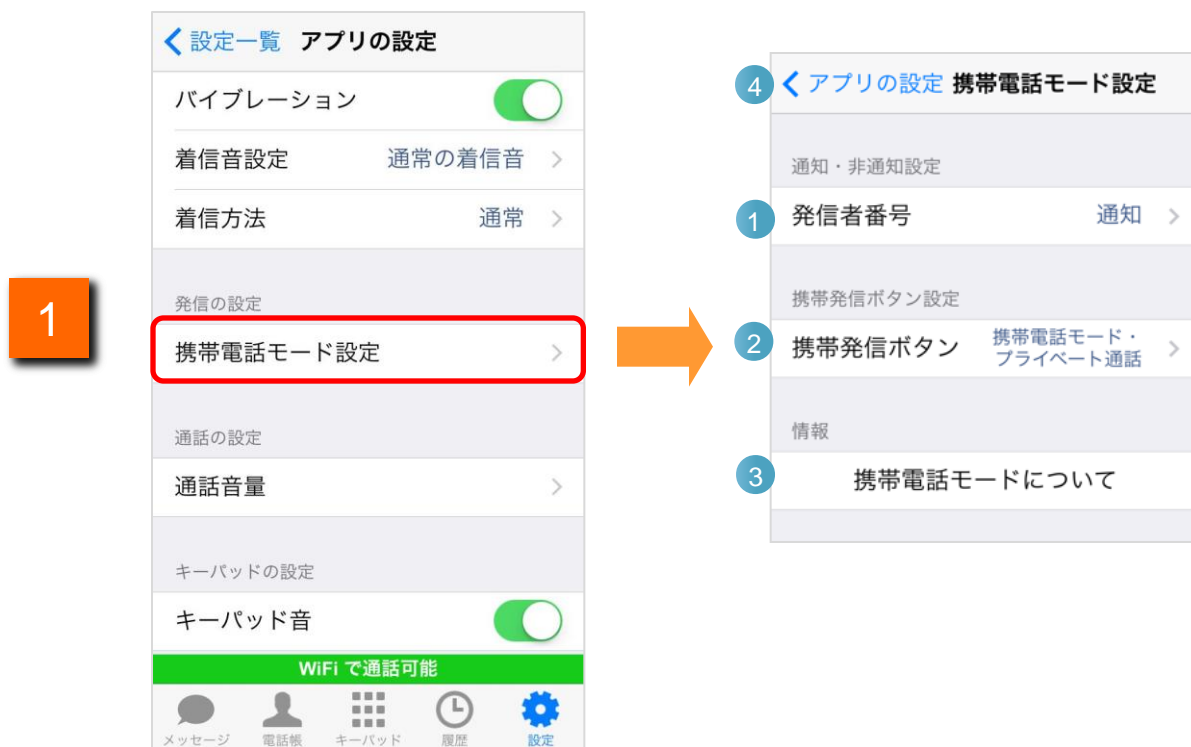 1
設定一覧 アプリの設定
バイブレーション
着信音設定 通常の着信音
着信方法 通常
発信の設定
携帯電話モード設定
通話の設定
通話音量
キーパッドの設定
キーパッド音
WiFi で通話可能
メッセージ 電話帳 キーパッド 履歴 設定
4 アプリの設定 携帯電話モード設定
通知・非通知設定
1 発信者番号 通知
携帯発信ボタン設定
2 携帯発信ボタン 携帯電話モード・
プライベート通話
情報
3 携帯電話モードについて